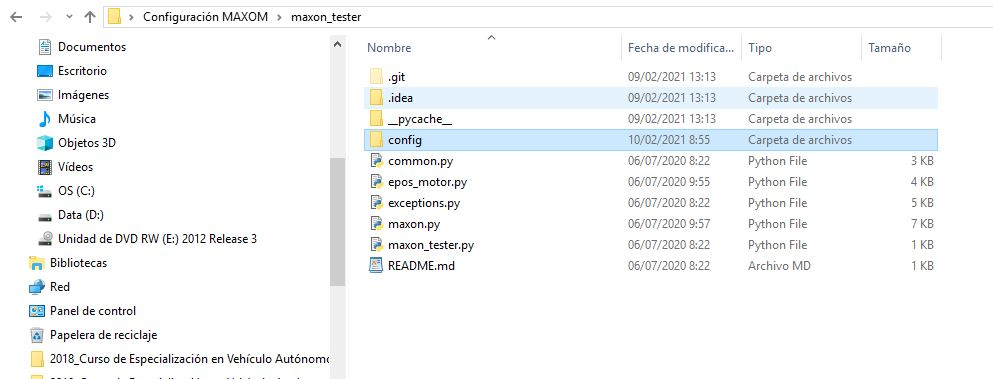 Configuración MAXOM > maxon_tester
Documentos
Escritorio
Imágenes
Música
Objetos 3D
Vídeos
OS (C:)
Data (D:)
Unidad de DVD RW (E:) 2012 Release 3
Bibliotecas
Red
Panel de control
Papelera de reciclaje
2018_Curso de Especialización en Vehículo Autónomo
Nombre Fecha de modifica... Tipo Tamaño
.git 09/02/2021 13:13 Carpeta de archivos
.idea 09/02/2021 13:13 Carpeta de archivos
__pycache__ 09/02/2021 13:13 Carpeta de archivos
config 10/02/2021 8:55 Carpeta de archivos
common.py 06/07/2020 8:22 Python File 3 KB
epos_motor.py 06/07/2020 9:55 Python File 4 KB
exceptions.py 06/07/2020 8:22 Python File 5 KB
maxon.py 06/07/2020 9:57 Python File 7 KB
maxon_tester.py 06/07/2020 8:22 Python File 1 KB
README.md 06/07/2020 8:22 Archivo MD 1 KB